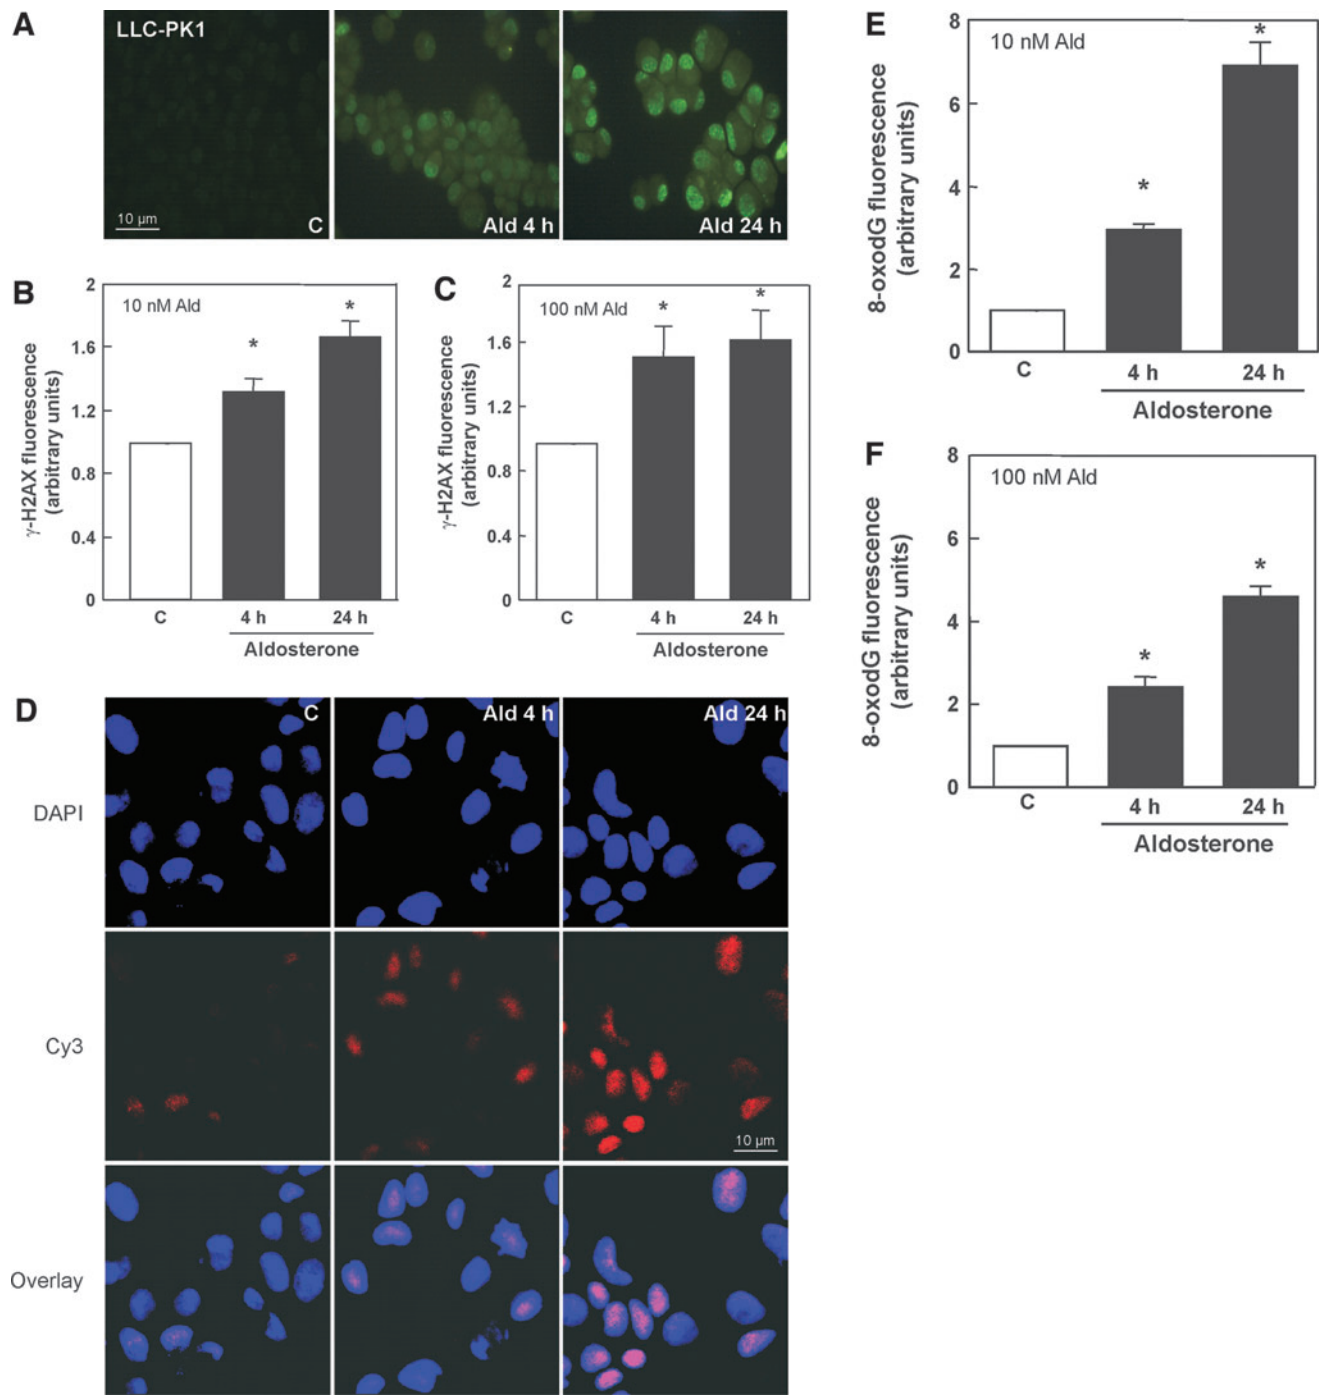 A
LLC-PK1
10 µm
C
Ald 4 h
Ald 24 h
B
γ-H2AX fluorescence
(arbitrary units)
2
1.6
1.2
0.8
0.4
0
10 nM Ald
*
*
C
4 h
24 h
Aldosterone
C
γ-H2AX fluorescence
(arbitrary units)
2
1.6
1.2
0.8
0.4
0
100 nM Ald
*
*
C
4 h
24 h
Aldosterone
D
C
Ald 4 h
Ald 24 h
DAPI
Cy3
10 µm
Overlay
E
8-oxodG fluorescence
(arbitrary units)
8
6
4
2
0
10 nM Ald
*
*
C
4 h
24 h
Aldosterone
F
8-oxodG fluorescence
(arbitrary units)
8
6
4
2
0
100 nM Ald
*
*
C
4 h
24 h
Aldosterone